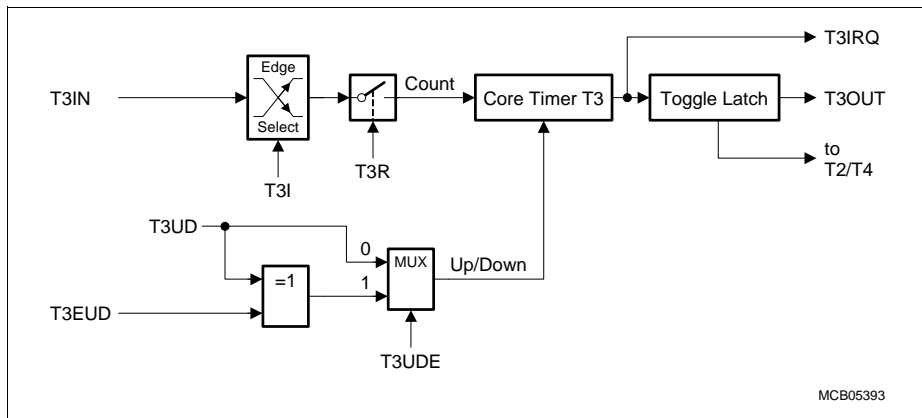 T3IRQ
Edge
Select
T3IN
Count
Core Timer T3
Toggle Latch
T3OUT
T3I
T3R
to
T2/T4
T3UD
0
MUX
Up/Down
=1
1
T3EUD
T3UDE
MCB05393